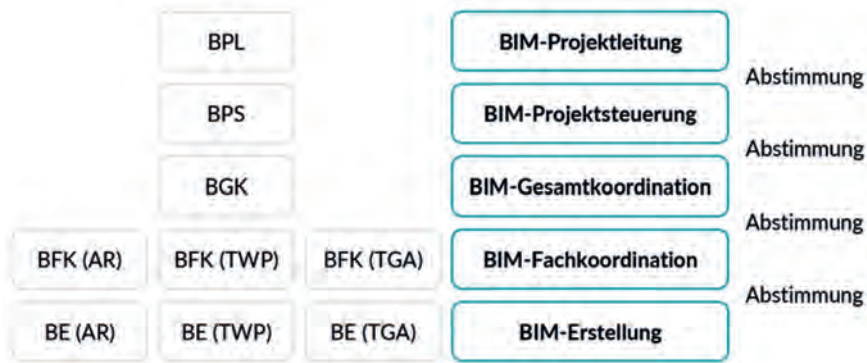 BPL
BIM-Projektleitung
Abstimmung
BPS
BIM-Projektsteuerung
Abstimmung
BGK
BIM-Gesamtkoordination
Abstimmung
BFK (AR)
BFK (TWP)
BFK (TGA)
BIM-Fachkoordination
Abstimmung
BE (AR)
BE (TWP)
BE (TGA)
BIM-Erstellung